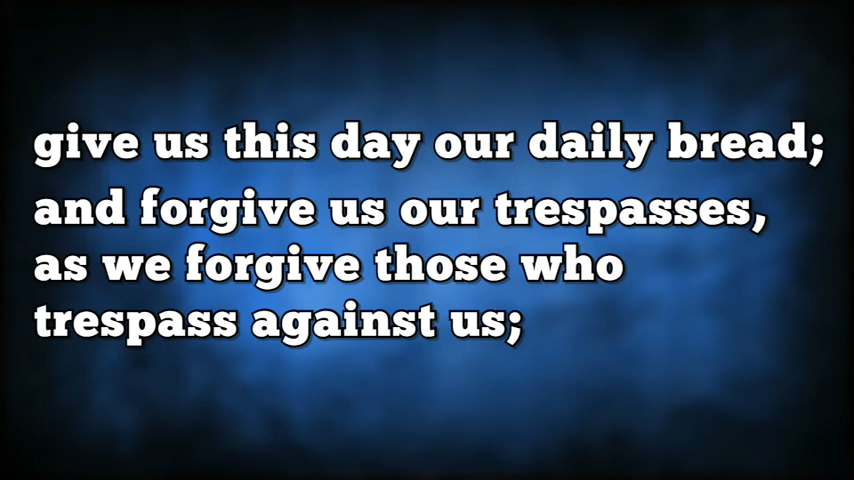 give us this day our daily bread;
and forgive us our trespasses,
as we forgive those who
trespass against us;